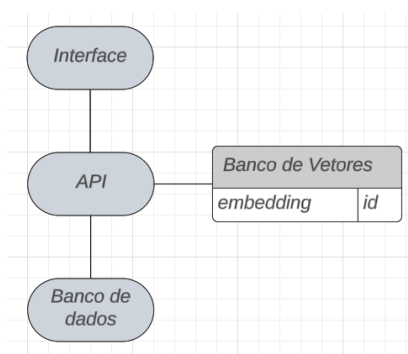 Interface
API
Banco de Vetores
embedding id
Banco de
dados